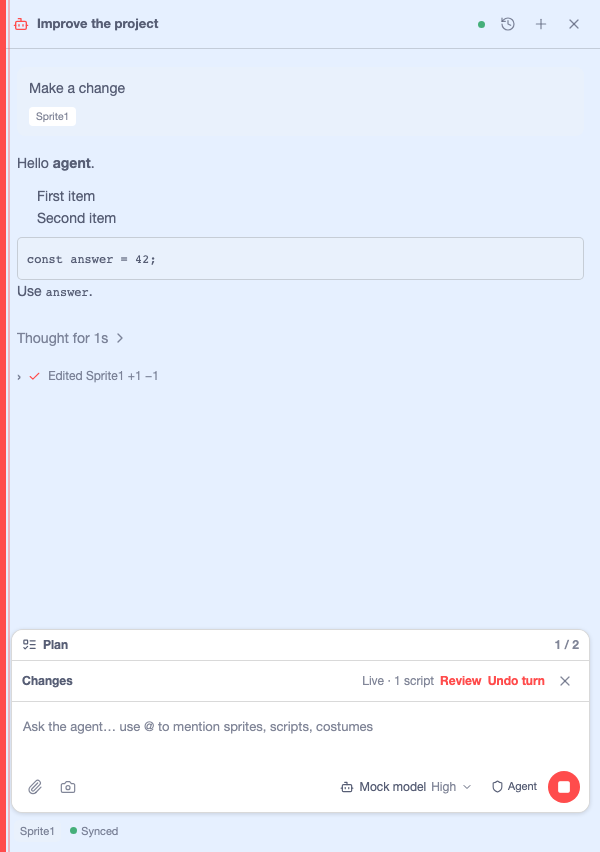 Improve the project
Make a change
Sprite1
Hello agent.
First item
Second item
const answer = 42;
Use answer.
Thought for 1s
Edited Sprite1 +1 −1
Plan 1 / 2
Changes Live · 1 script Review Undo turn
Ask the agent… use @ to mention sprites, scripts, costumes
Mock model High Agent
Sprite1 Synced